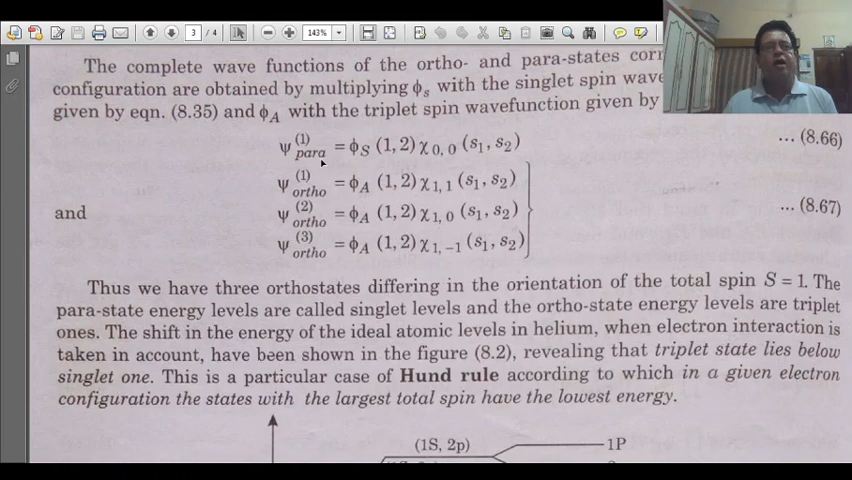 3 / 4
143%
The complete wave functions of the ortho- and para-states
configuration are obtained by multiplying ϕs with the singlet spin
given by eqn. (8.35) and ϕA with the triplet spin wavefunction given by
ψ para (1) = ϕS (1, 2) χ0, 0 (s1, s2) ... (8.66)
ψ ortho (1) = ϕA (1, 2) χ1, 1 (s1, s2)
and ψ ortho (2) = ϕA (1, 2) χ1, 0 (s1, s2) ... (8.67)
ψ ortho (3) = ϕA (1, 2) χ1, −1 (s1, s2)
Thus we have three orthostates differing in the orientation of the total spin S = 1. The
para-state energy levels are called singlet levels and the ortho-state energy levels are triplet
ones. The shift in the energy of the ideal atomic levels in helium, when electron interaction is
taken in account, have been shown in the figure (8.2), revealing that triplet state lies below
singlet one. This is a particular case of Hund rule according to which in a given electron
configuration the states with the largest total spin have the lowest energy.
(1S, 2p) 1P